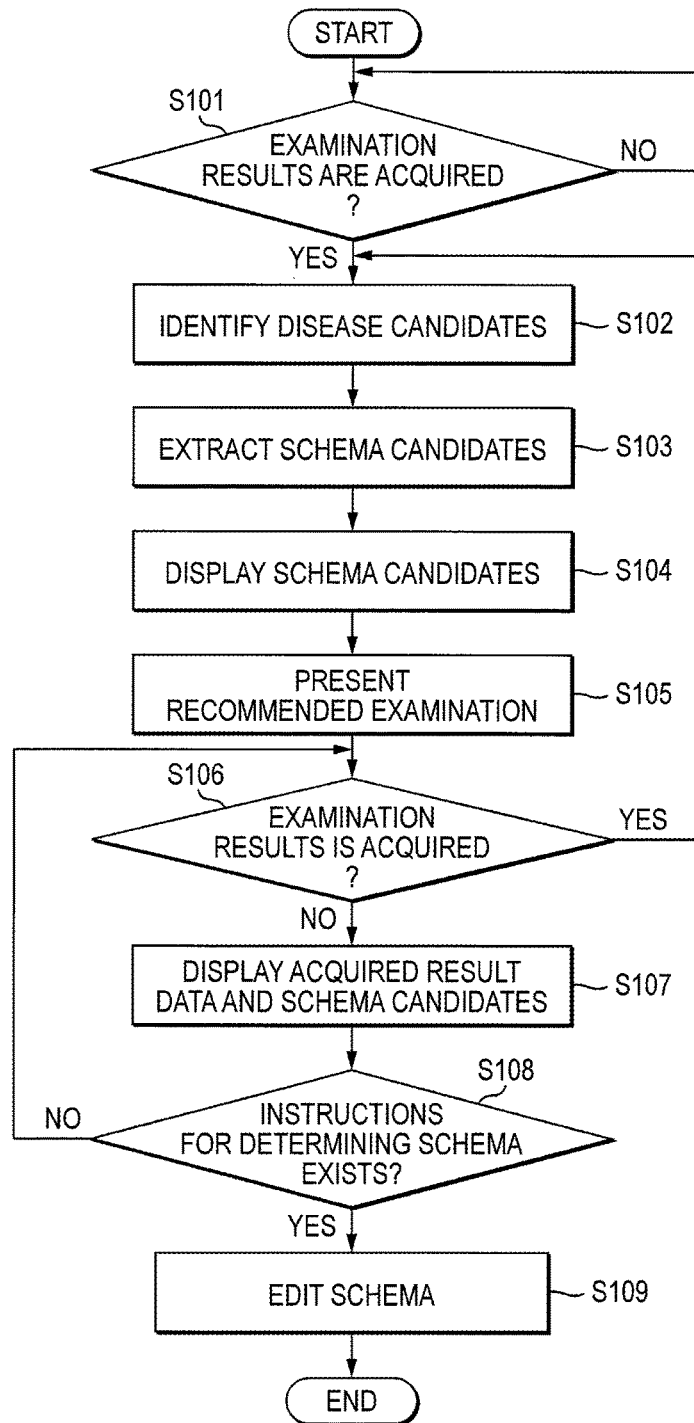 START
S101
EXAMINATION
RESULTS ARE ACQUIRED
?
NO
YES
IDENTIFY DISEASE CANDIDATES
S102
EXTRACT SCHEMA CANDIDATES
S103
DISPLAY SCHEMA CANDIDATES
S104
PRESENT
RECOMMENDED EXAMINATION
S105
S106
EXAMINATION
RESULTS IS ACQUIRED
?
YES
NO
DISPLAY ACQUIRED RESULT
DATA AND SCHEMA CANDIDATES
S107
S108
NO
INSTRUCTIONS
FOR DETERMINING SCHEMA
EXISTS?
YES
EDIT SCHEMA
S109
END